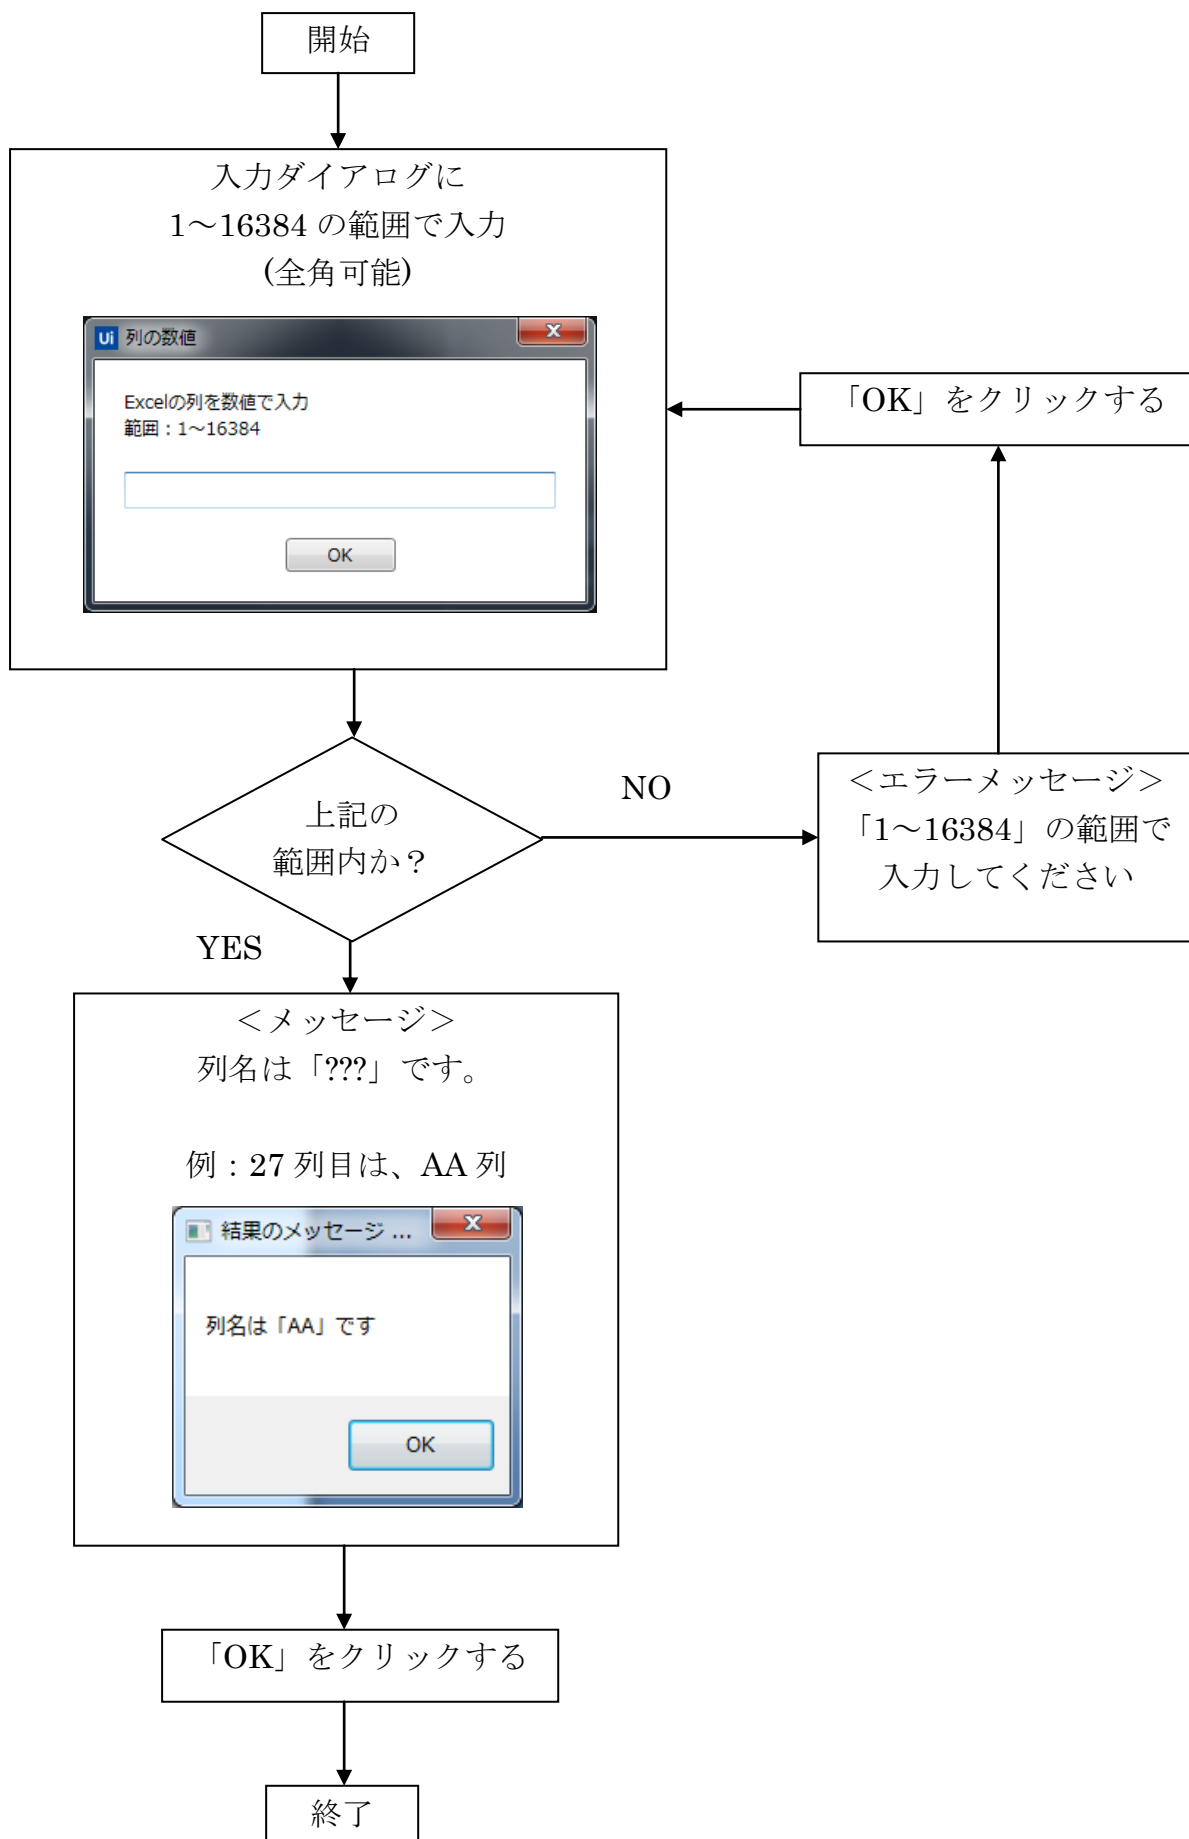 開始
入力ダイアログに
1～16384 の範囲で入力
(全角可能)
Ui 列の数値
Excelの列を数値で入力
範囲：1～16384
OK
「OK」をクリックする
上記の
範囲内か？
NO
＜エラーメッセージ＞
「1～16384」の範囲で
入力してください
YES
＜メッセージ＞
列名は「???」です。
例：27 列目は、AA 列
結果のメッセージ ...
列名は「AA」です
OK
「OK」をクリックする
終了